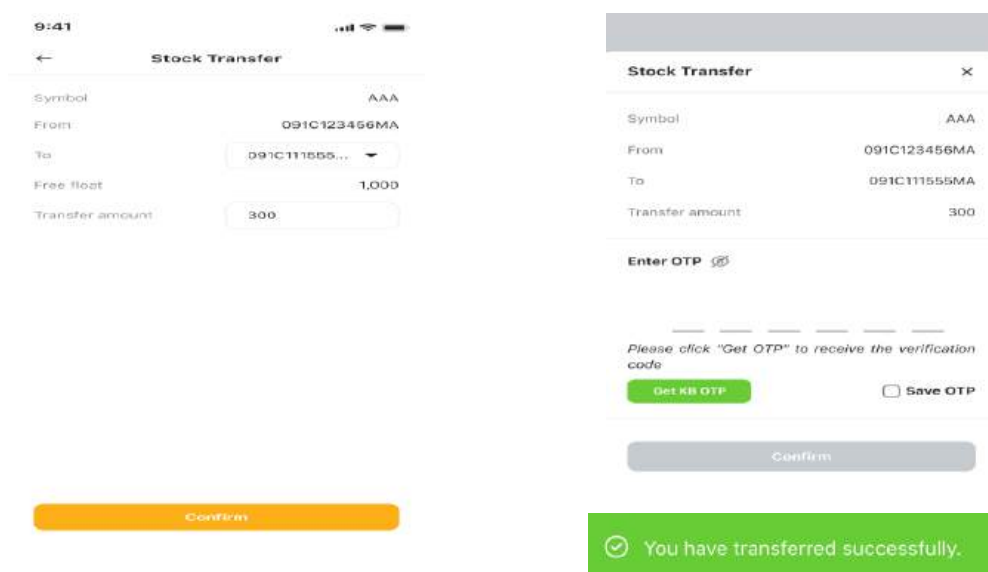 9:41
Stock Transfer
Symbol AAA
From 091C123456MA
To 091C111555...
Free float 1,000
Transfer amount 300
Confirm
Stock Transfer
Symbol AAA
From 091C123456MA
To 091C111555MA
Transfer amount 300
Enter OTP
Please click "Get OTP" to receive the verification
code
Get KB OTP Save OTP
Confirm
You have transferred successfully.